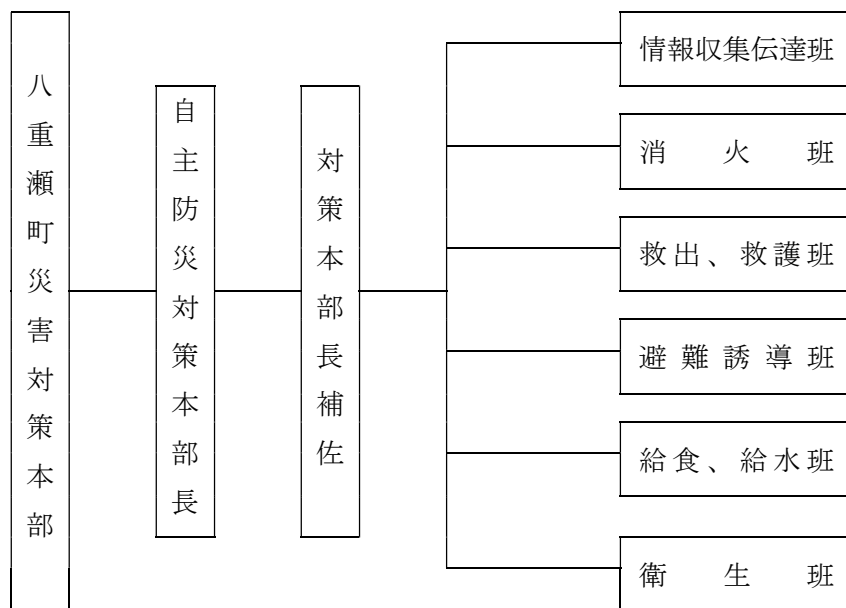 八重瀬町災害対策本部
自主防災対策本部長
対策本部長補佐
情報収集伝達班
消火班
救出、救護班
避難誘導班
給食、給水班
衛生班